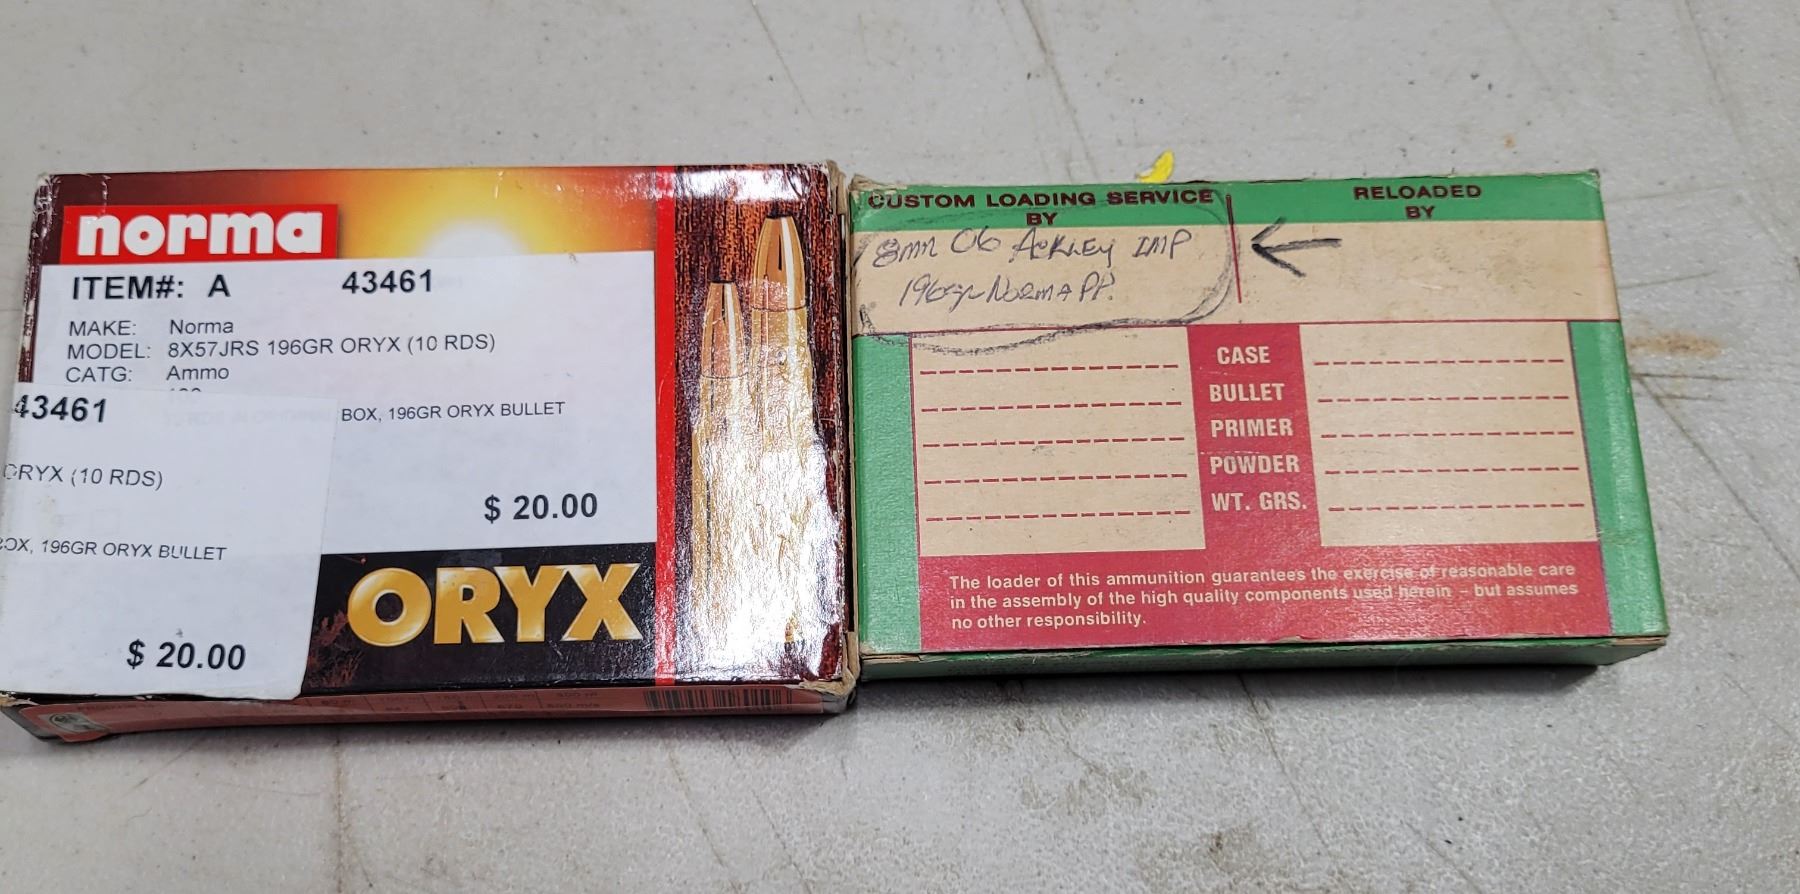 norma
ITEM#: A 43461
MAKE: Norma
MODEL: 8X57JRS 196GR ORYX (10 RDS)
CATG: Ammo
BOX, 196GR ORYX BULLET
$ 20.00
43461
ORYX (10 RDS)
BOX, 196GR ORYX BULLET
$ 20.00
ORYX
CUSTOM LOADING SERVICE
BY
8mm 06 Ackley IMP
196gr Norma PP.
RELOADED
BY
CASE
BULLET
PRIMER
POWDER
WT. GRS.
The loader of this ammunition guarantees the exercise of reasonable care
in the assembly of the high quality components used herein – but assumes
no other responsibility.